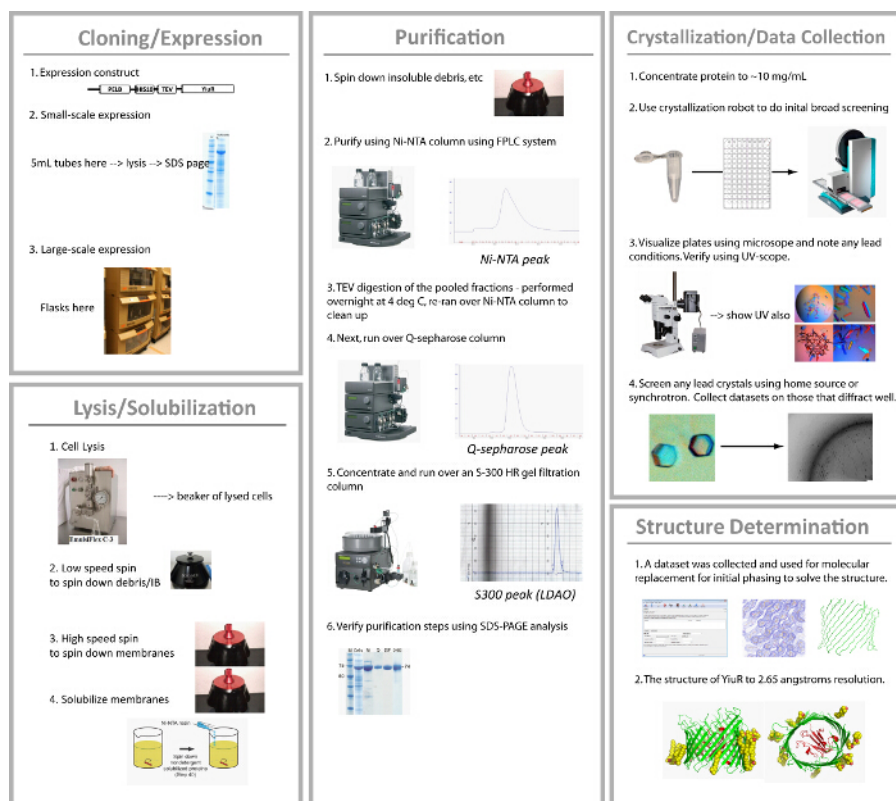 Cloning/Expression
1. Expression construct
PELB
HIS10
TEV
YiuR
2. Small-scale expression
5mL tubes here --> lysis --> SDS page
3. Large-scale expression
Flasks here
Lysis/Solubilization
1. Cell Lysis
----> beaker of lysed cells
EmulsiFlex-C-3
2. Low speed spin
to spin down debris/IB
3. High speed spin
to spin down membranes
4. Solubilize membranes
Ni-NTA resin
Spin down
solubilized proteins
Purification
1. Spin down insoluble debris, etc
2. Purify using Ni-NTA column using FPLC system
Ni-NTA peak
3. TEV digestion of the pooled fractions - performed
overnight at 4 deg C, re-ran over Ni-NTA column to
clean up
4. Next, run over Q-sepharose column
Q-sepharose peak
5. Concentrate and run over an S-300 HR gel filtration
column
S300 peak (LDAO)
6. Verify purification steps using SDS-PAGE analysis
Crystallization/Data Collection
1. Concentrate protein to ~10 mg/mL
2. Use crystallization robot to do inital broad screening
3. Visualize plates using microsope and note any lead
conditions. Verify using UV-scope.
--> show UV also
4. Screen any lead crystals using home source or
synchrotron. Collect datasets on those that diffract well.
Structure Determination
1. A dataset was collected and used for molecular
replacement for initial phasing to solve the structure.
2. The structure of YiuR to 2.65 angstroms resolution.